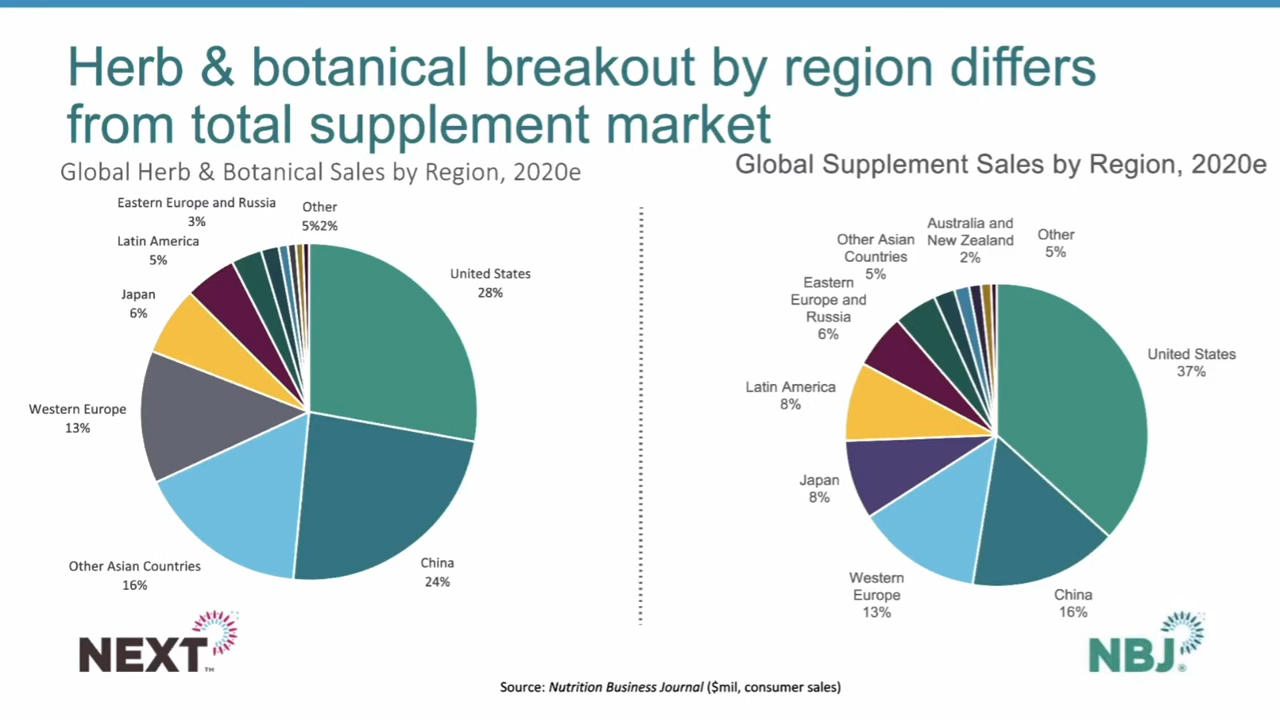 Herb & botanical breakout by region differs
from total supplement market
Global Herb & Botanical Sales by Region, 2020e
Eastern Europe and Russia
3%
Other
5%2%
Latin America
5%
United States
28%
Japan
6%
Western Europe
13%
Other Asian Countries
16%
China
24%
NEXT™
Global Supplement Sales by Region, 2020e
Australia and
New Zealand
2%
Other
5%
Other Asian
Countries
5%
Eastern
Europe and
Russia
6%
United States
37%
Latin America
8%
Japan
8%
Western
Europe
13%
China
16%
NBJ®
Source: Nutrition Business Journal ($mil, consumer sales)